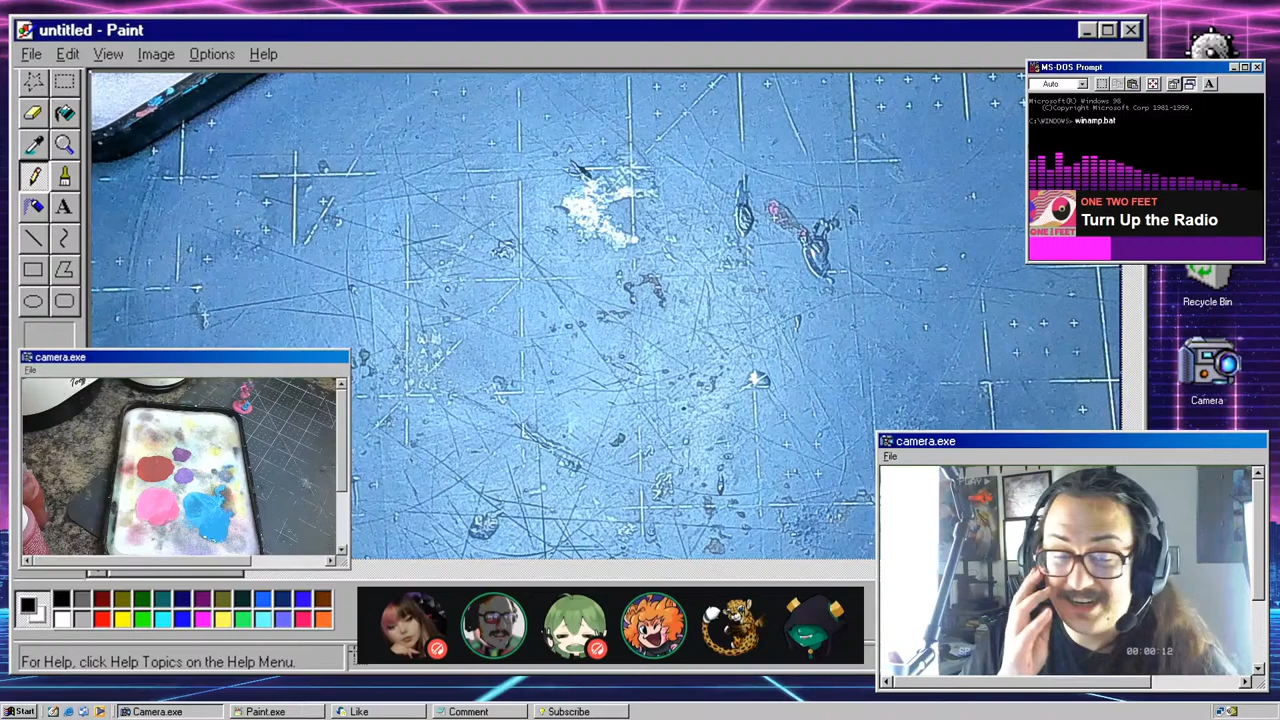 untitled - Paint
File Edit View Image Options Help
MS-DOS Prompt
Auto
A
Microsoft(R) Windows 98
(C)Copyright Microsoft Corp 1981-1999.
C:\WINDOWS> winamp.bat
ONE TWO FEET
Turn Up the Radio
Recycle Bin
Camera
A
camera.exe
File
camera.exe
File
PLAY
SP
00:00:12
For Help, click Help Topics on the Help Menu.
Start
Camera.exe
Paint.exe
Like
Comment
Subscribe